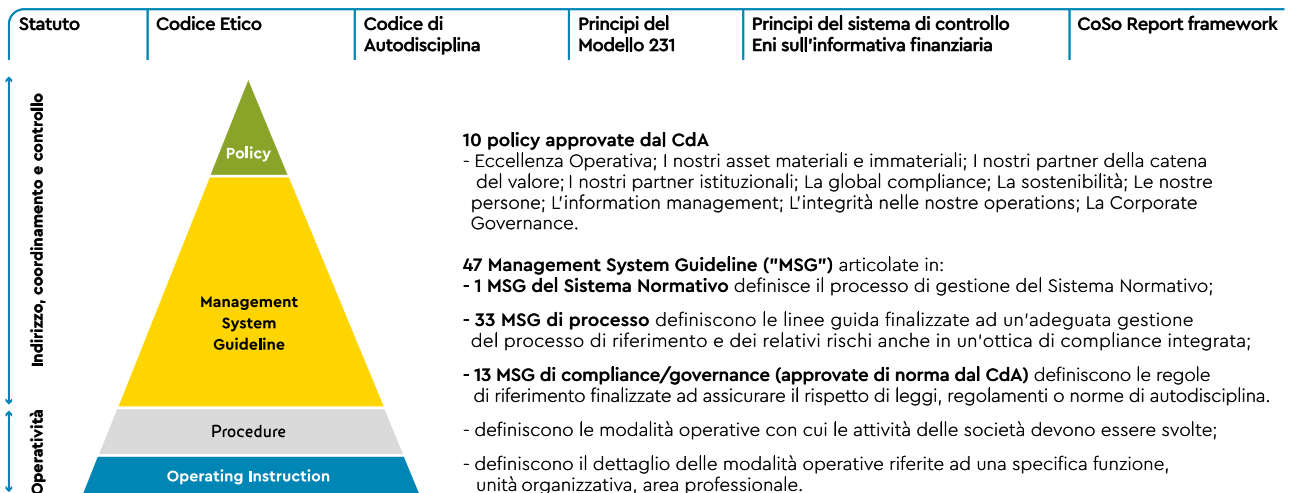 Statuto
Codice Etico
Codice di
Autodisciplina
Principi del
Modello 231
Principi del sistema di controllo
Eni sull'informativa finanziaria
CoSo Report framework
Indirizzo, coordinamento e controllo
Policy
10 policy approvate dal CdA
- Eccellenza Operativa; I nostri asset materiali e immateriali; I nostri partner della catena
del valore; I nostri partner istituzionali; La global compliance; La sostenibilità; Le nostre
persone; L'information management; L'integrità nelle nostre operations; La Corporate
Governance.
Management
System
Guideline
47 Management System Guideline ("MSG") articolate in:
- 1 MSG del Sistema Normativo definisce il processo di gestione del Sistema Normativo;
- 33 MSG di processo definiscono le linee guida finalizzate ad un'adeguata gestione
del processo di riferimento e dei relativi rischi anche in un'ottica di compliance integrata;
- 13 MSG di compliance/governance (approvate di norma dal CdA) definiscono le regole
di riferimento finalizzate ad assicurare il rispetto di leggi, regolamenti o norme di autodisciplina.
Operatività
Procedure
- definiscono le modalità operative con cui le attività delle società devono essere svolte;
Operating Instruction
- definiscono il dettaglio delle modalità operative riferite ad una specifica funzione,
unità organizzativa, area professionale.